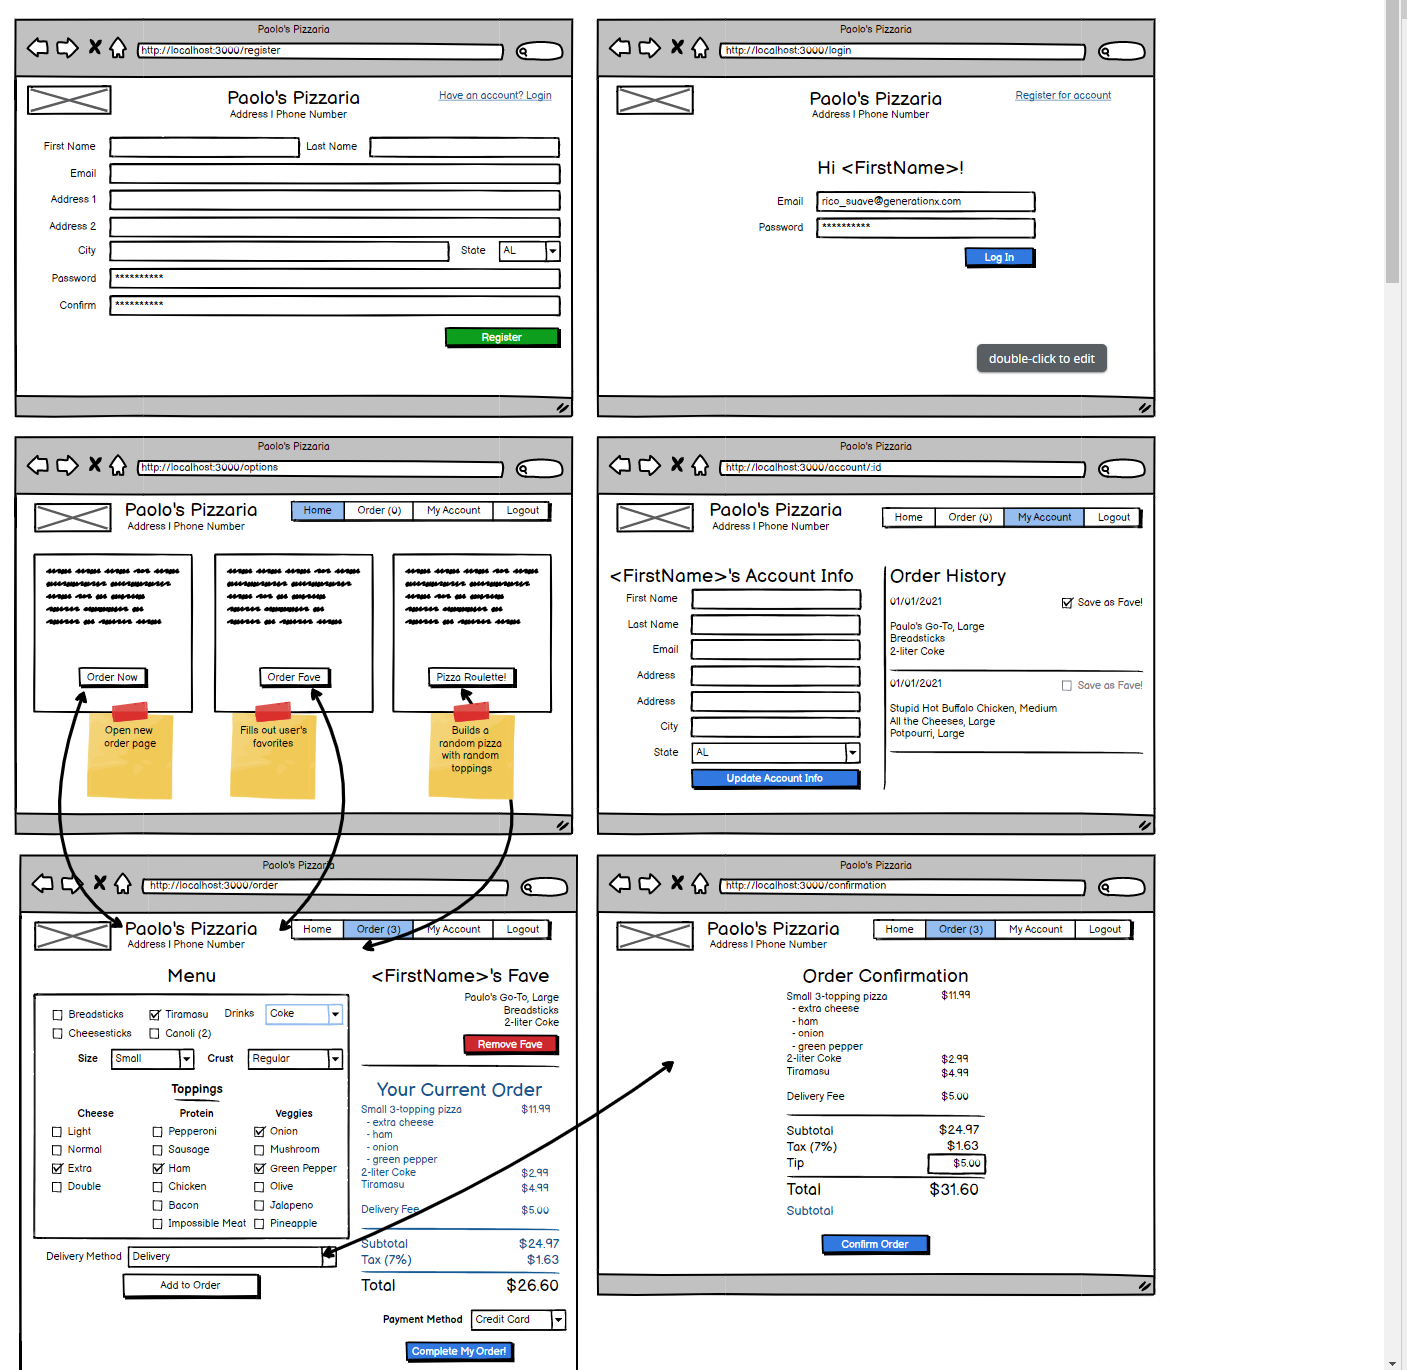 Paolo's Pizzaria
http://localhost:3000/register
Paolo's Pizzaria
Have an account? Login
Address | Phone Number
First Name
Last Name
Email
Address 1
Address 2
City
State
AL
Password
**********
Confirm
**********
Register
Paolo's Pizzaria
http://localhost:3000/login
Paolo's Pizzaria
Register for account
Address | Phone Number
Hi <FirstName>!
Email
rico_suave@generationx.com
Password
**********
Log In
double-click to edit
Paolo's Pizzaria
http://localhost:3000/options
Paolo's Pizzaria
Address | Phone Number
Home
Order (0)
My Account
Logout
Order Now
Order Fave
Pizza Roulette!
Open new
order page
Fills out user's
favorites
Builds a
random pizza
with random
toppings
Paolo's Pizzaria
http://localhost:3000/account/:id
Paolo's Pizzaria
Address | Phone Number
Home
Order (0)
My Account
Logout
<FirstName>'s Account Info
First Name
Last Name
Email
Address
Address
City
State
AL
Update Account Info
Order History
01/01/2021
Save as Fave!
Paulo's Go-To, Large
Breadsticks
2-liter Coke
01/01/2021
Save as Fave!
Stupid Hot Buffalo Chicken, Medium
All the Cheeses, Large
Potpourri, Large
Paolo's Pizzaria
http://localhost:3000/order
Paolo's Pizzaria
Address | Phone Number
Home
Order (3)
My Account
Logout
Menu
Breadsticks
Tiramasu
Drinks
Coke
Cheesesticks
Canoli (2)
Size
Small
Crust
Regular
Toppings
Cheese
Protein
Veggies
Light
Pepperoni
Onion
Normal
Sausage
Mushroom
Extra
Ham
Green Pepper
Double
Chicken
Olive
Bacon
Jalapeno
Impossible Meat
Pineapple
Delivery Method
Delivery
Add to Order
<FirstName>'s Fave
Paulo's Go-To, Large
Breadsticks
2-liter Coke
Remove Fave
Your Current Order
Small 3-topping pizza $11.99
- extra cheese
- ham
- onion
- green pepper
2-liter Coke $2.99
Tiramasu $4.99
Delivery Fee $5.00
Subtotal $24.97
Tax (7%) $1.63
Total $26.60
Payment Method
Credit Card
Complete My Order!
Paolo's Pizzaria
http://localhost:3000/confirmation
Paolo's Pizzaria
Address | Phone Number
Home
Order (3)
My Account
Logout
Order Confirmation
Small 3-topping pizza $11.99
- extra cheese
- ham
- onion
- green pepper
2-liter Coke $2.99
Tiramasu $4.99
Delivery Fee $5.00
Subtotal $24.97
Tax (7%) $1.63
Tip $5.00
Total $31.60
Subtotal
Confirm Order